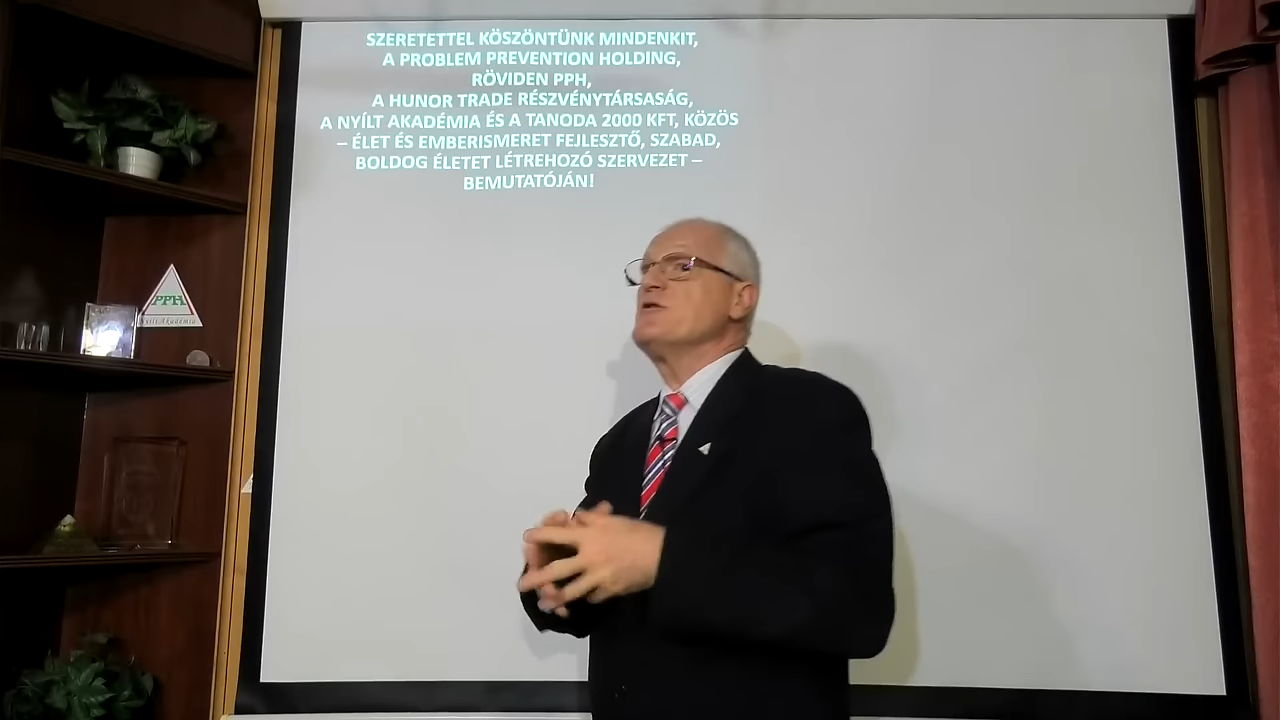 SZERETETTEL KÖSZÖNTÜNK MINDENKIT,
A PROBLEM PREVENTION HOLDING,
RÖVIDEN PPH,
A HUNOR TRADE RÉSZVÉNYTÁRSASÁG,
A NYÍLT AKADÉMIA ÉS A TANODA 2000 KFT, KÖZÖS
– ÉLET ÉS EMBERISMERET FEJLESZTŐ, SZABAD,
BOLDOG ÉLETET LÉTREHOZÓ SZERVEZET –
BEMUTATÓJÁN!
PPH
Nyílt Akadémia